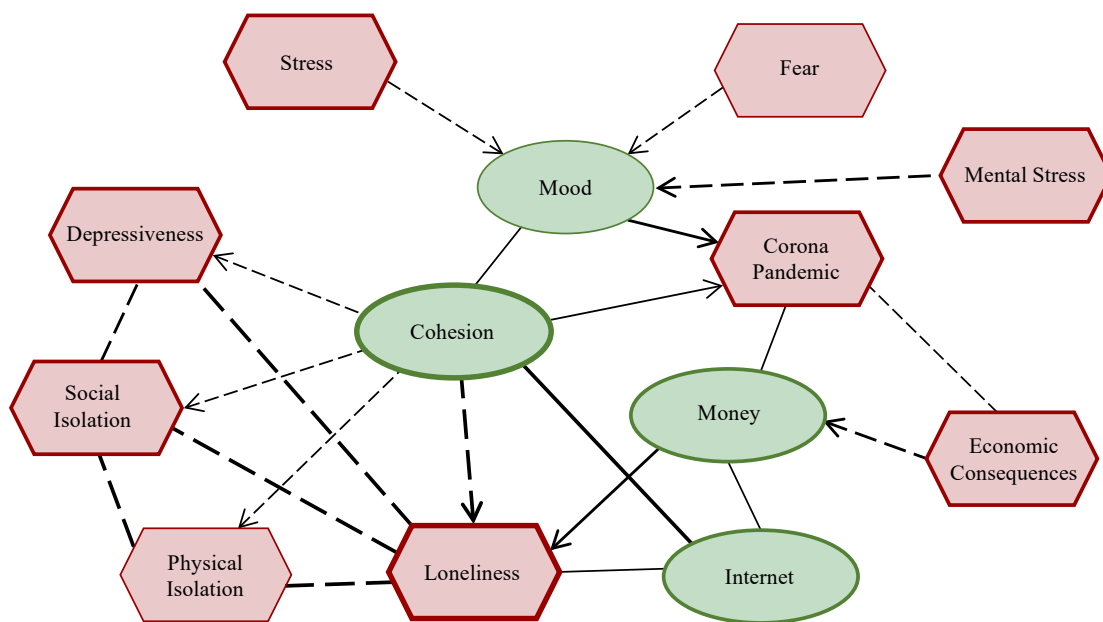 Stress
Fear
Mood
Mental Stress
Depressiveness
Corona
Pandemic
Cohesion
Social
Isolation
Money
Economic
Consequences
Physical
Isolation
Loneliness
Internet